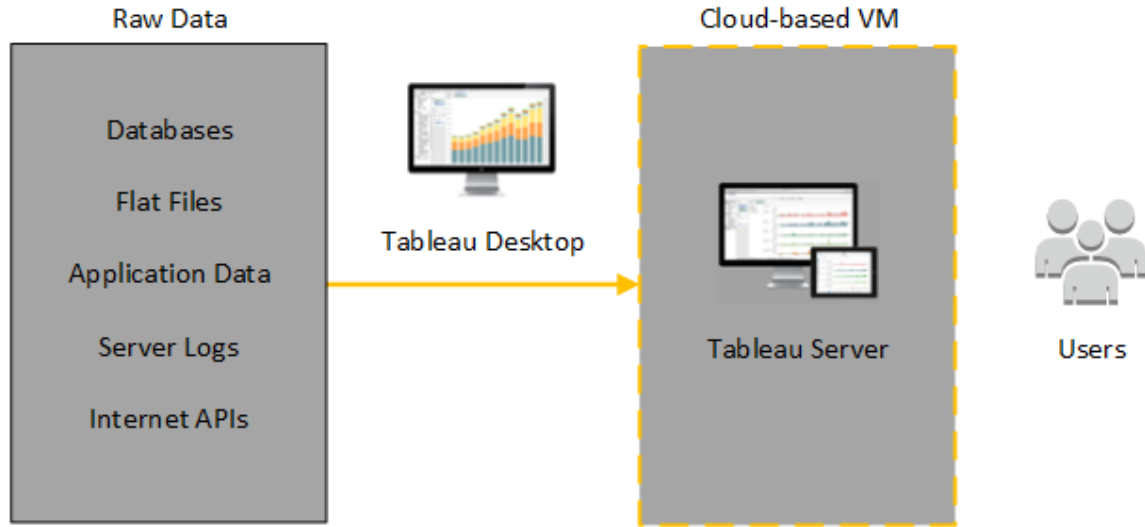 Raw Data
Cloud-based VM
Databases
Flat Files
Application Data
Server Logs
Internet APIs
Tableau Desktop
Tableau Server
Users